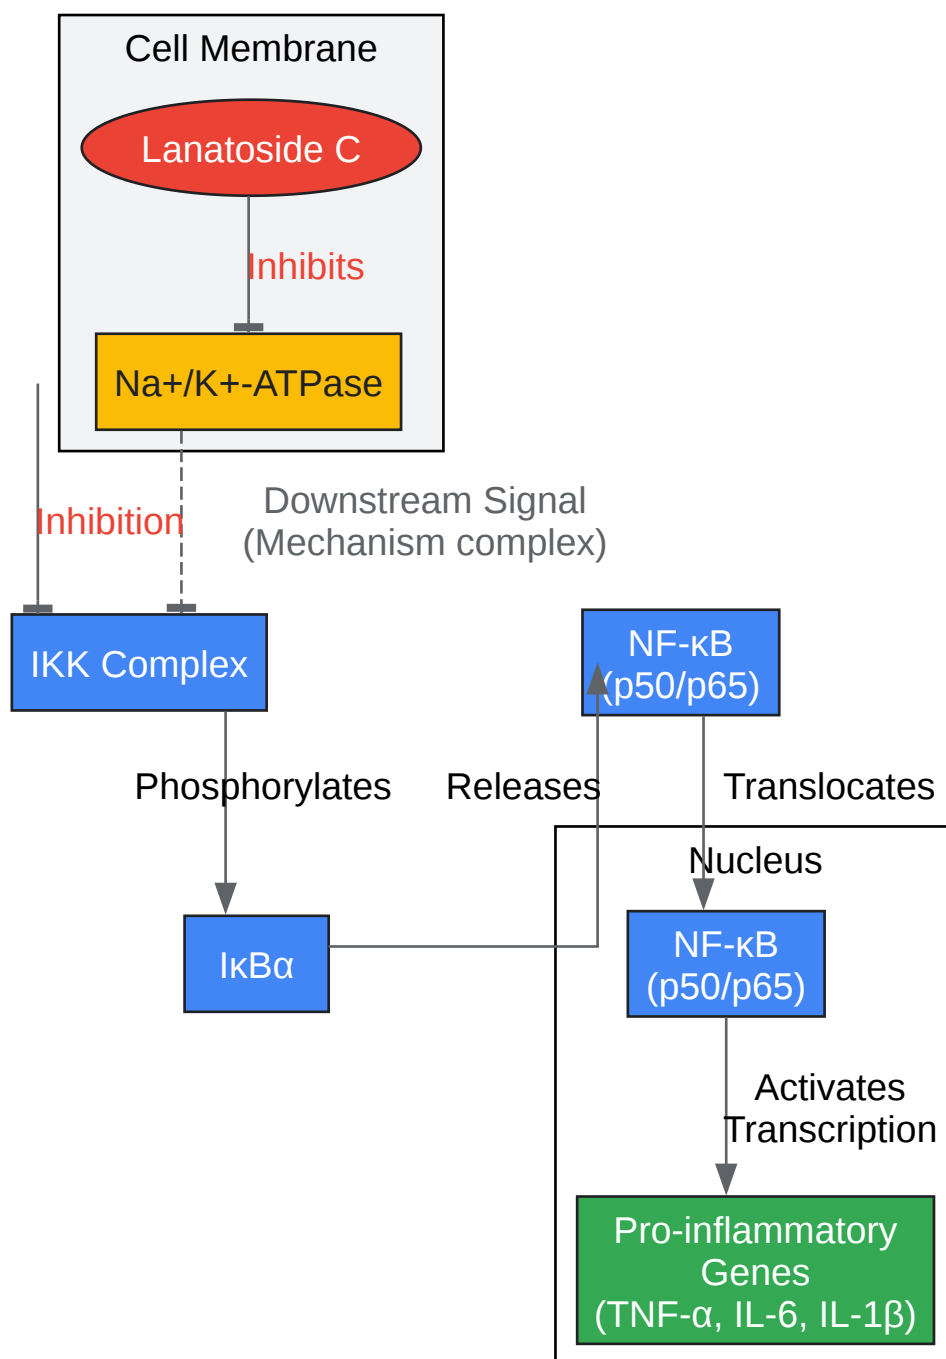 Cell Membrane
Lanatoside C
Inhibits
Na+/K+-ATPase
Downstream Signal
(Mechanism complex)
Inhibition
IKK Complex
NF-κB
(p50/p65)
Phosphorylates
Releases
Translocates
Nucleus
IκBα
NF-κB
(p50/p65)
Activates
Transcription
Pro-inflammatory
Genes
(TNF-α, IL-6, IL-1β)